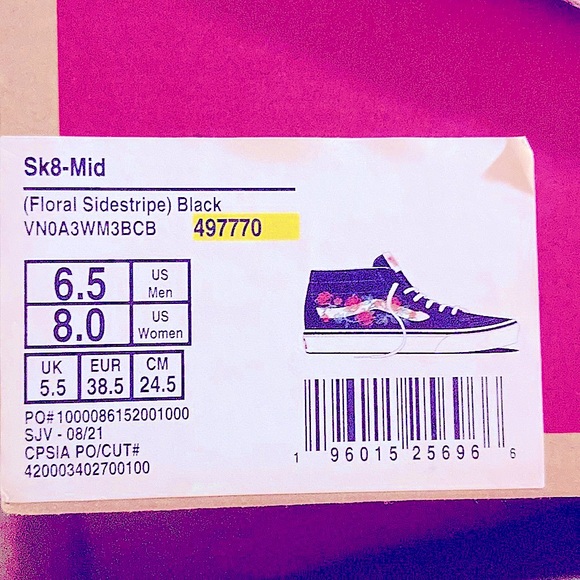 Sk8-Mid
(Floral Sidestripe) Black
VN0A3WM3BCB 497770
6.5 US Men
8.0 US Women
UK EUR CM
5.5 38.5 24.5
PO#1000086152001000
SJV - 08/21
CPSIA PO/CUT#
420003402700100
1 96015 25696 6